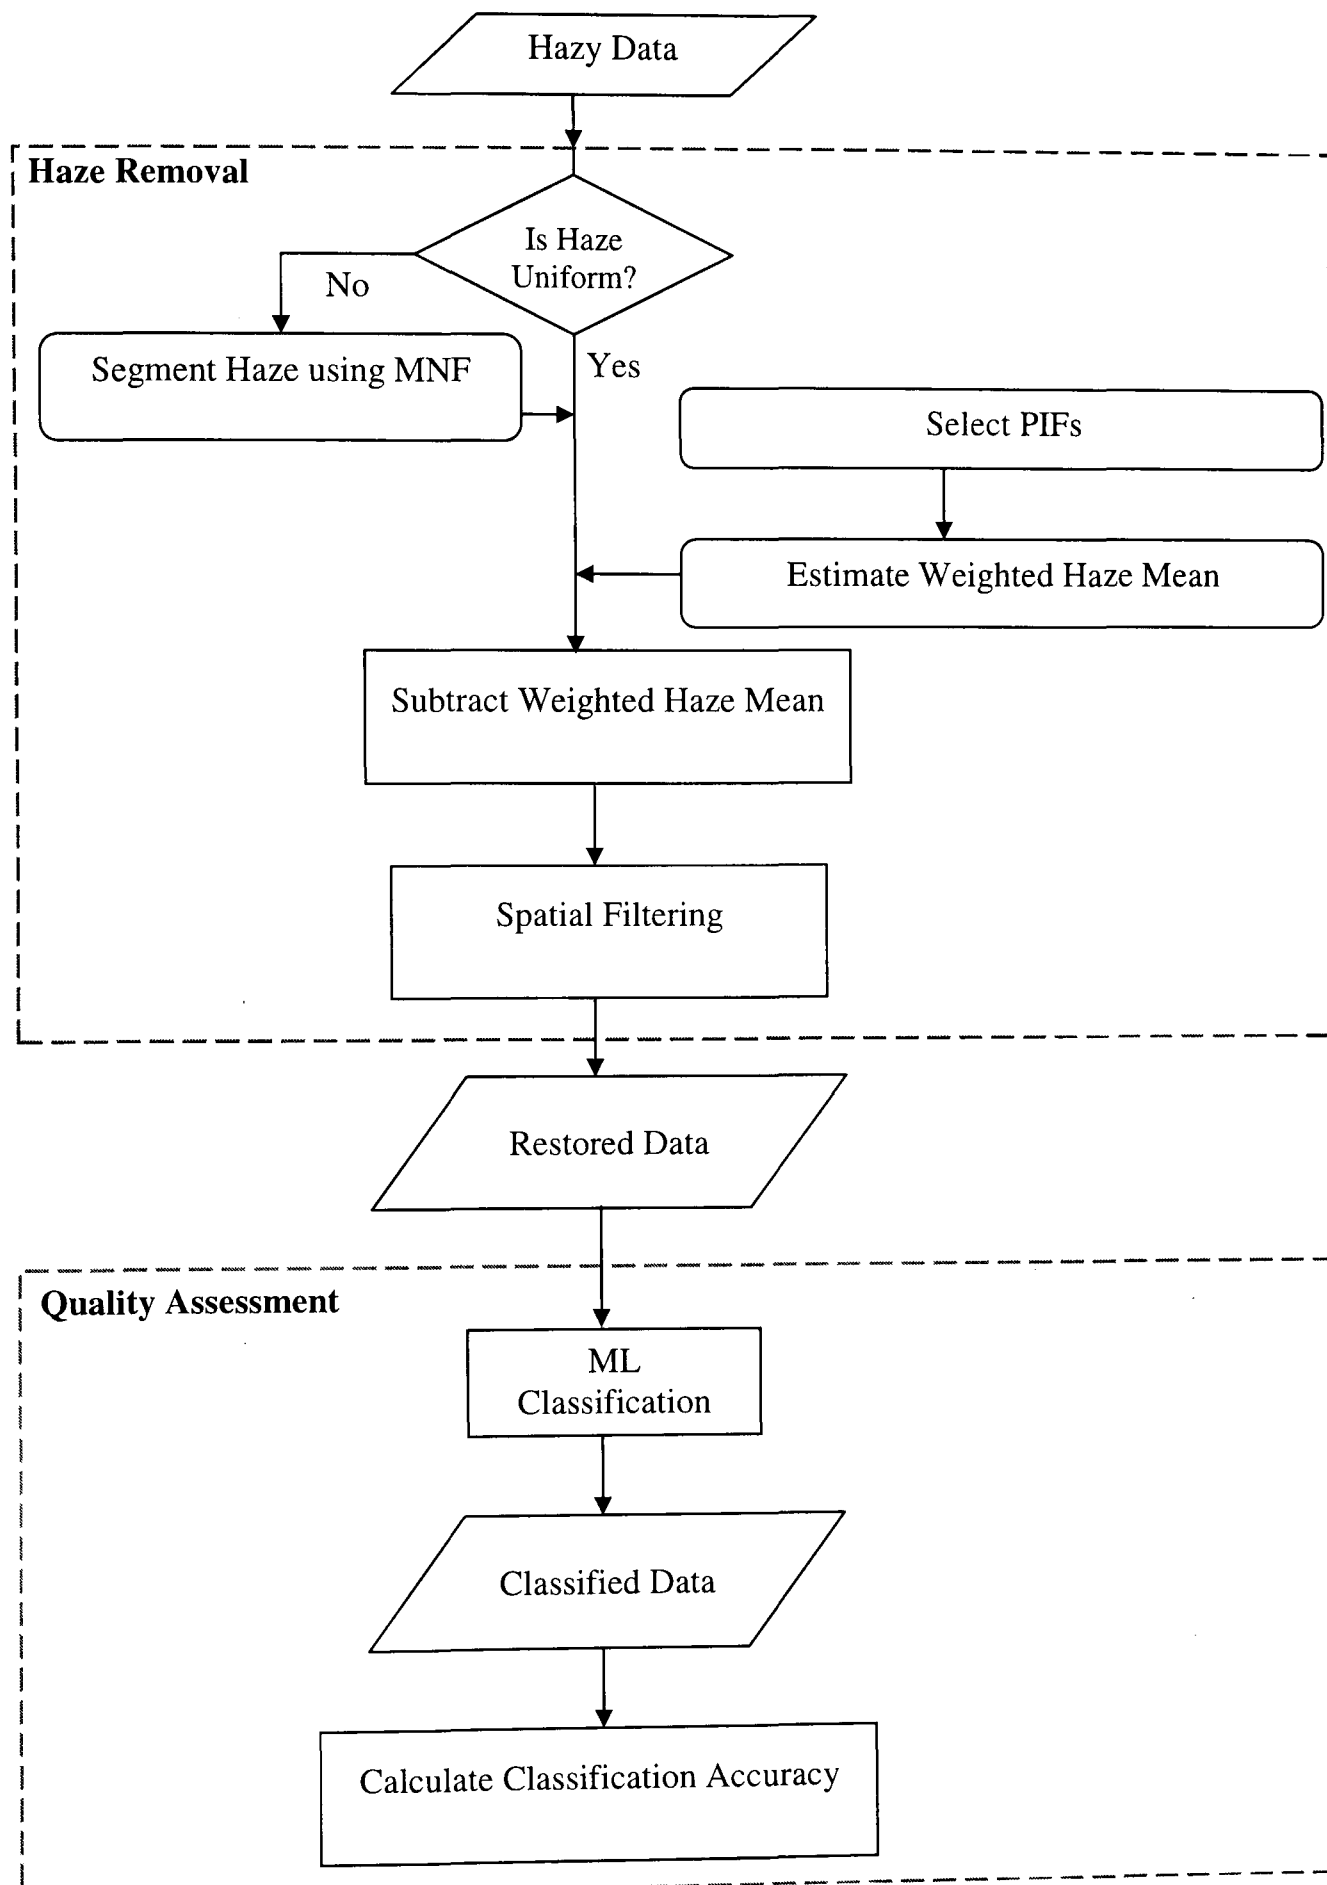 Hazy Data
Haze Removal
Is Haze
Uniform?
No
Yes
Segment Haze using MNF
Select PIFs
Estimate Weighted Haze Mean
Subtract Weighted Haze Mean
Spatial Filtering
Restored Data
Quality Assessment
ML
Classification
Classified Data
Calculate Classification Accuracy